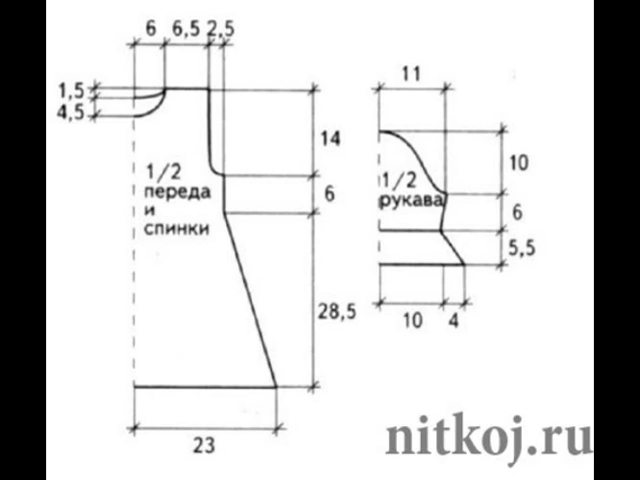 6 6,5 2,5
1,5
4,5
14
6
28,5
23
1/2
переда
и
спинки
11
10
6
5,5
10 4
1/2
рукава
nitkoj.ru